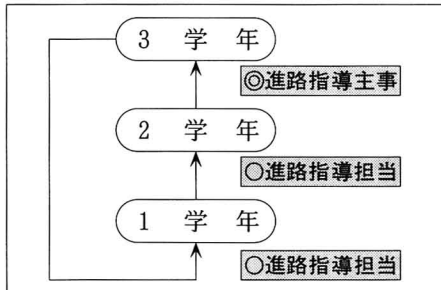 3 学 年
◎進路指導主事
2 学 年
○進路指導担当
1 学 年
○進路指導担当